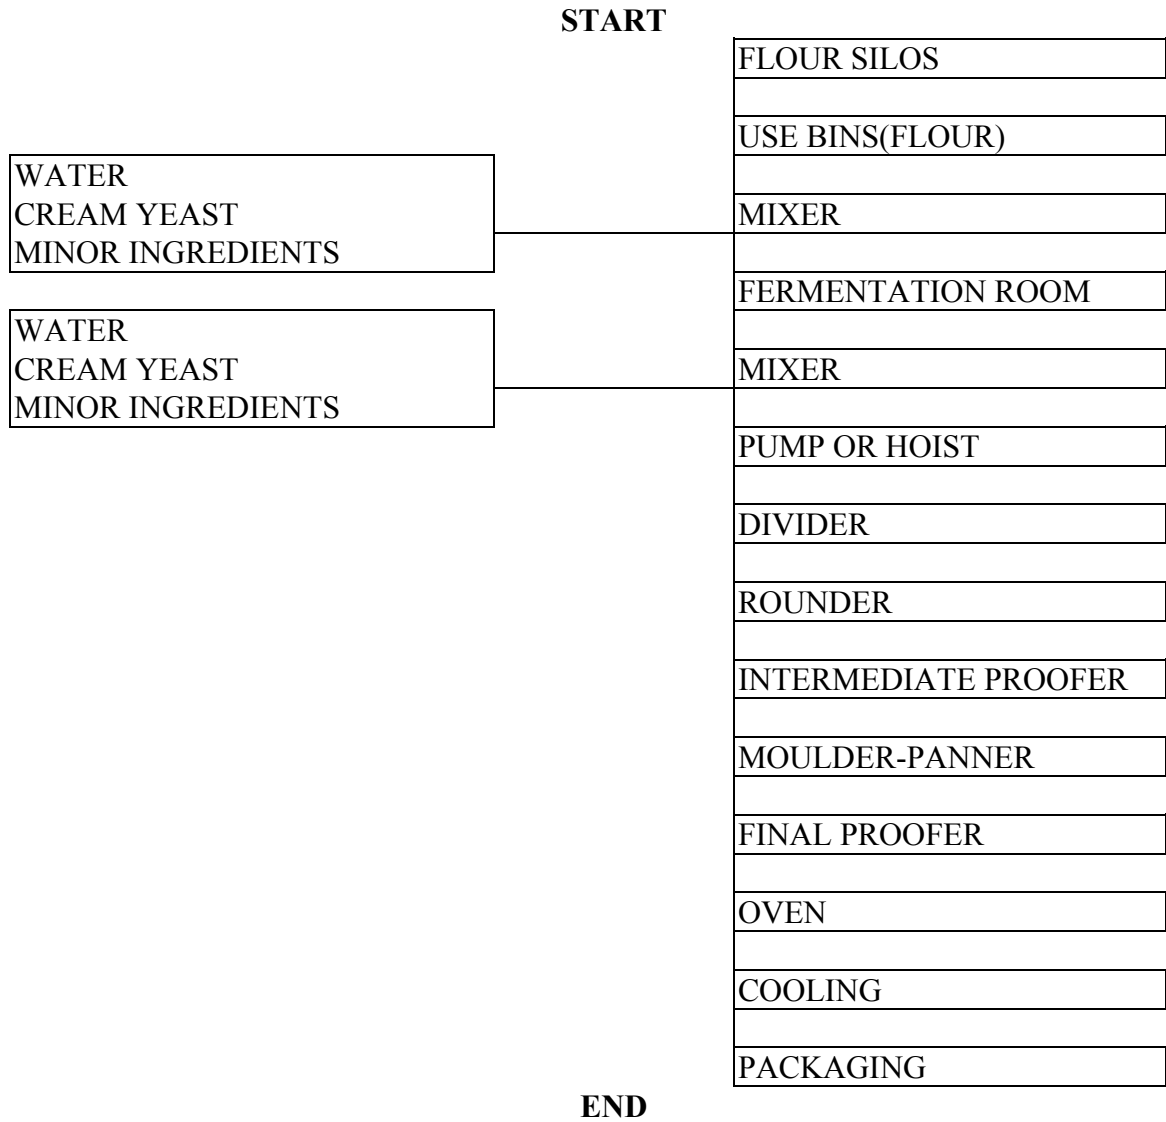 START
FLOUR SILOS
USE BINS(FLOUR)
WATER
CREAM YEAST
MINOR INGREDIENTS
MIXER
FERMENTATION ROOM
WATER
CREAM YEAST
MINOR INGREDIENTS
MIXER
PUMP OR HOIST
DIVIDER
ROUNDER
INTERMEDIATE PROOFER
MOULDER-PANNER
FINAL PROOFER
OVEN
COOLING
PACKAGING
END